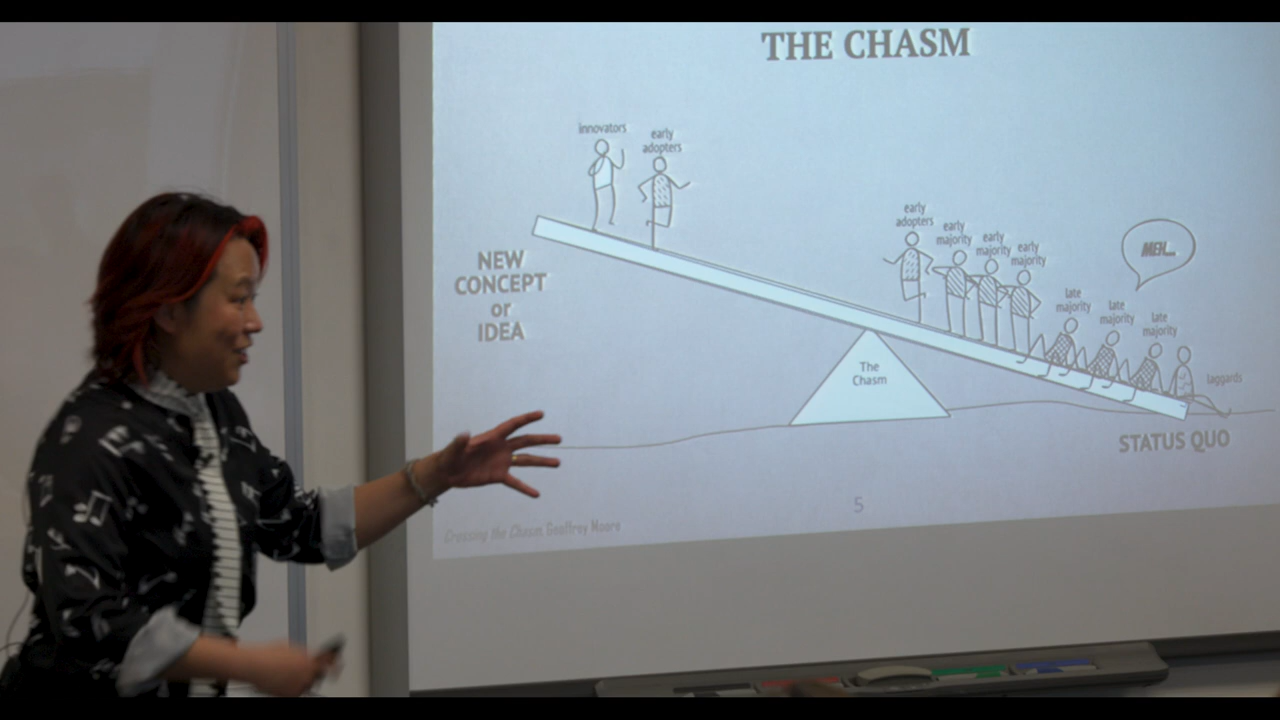 THE CHASM
innovators
early
adopters
early
adopters
early
majority
early
majority
early
majority
MEH...
late
majority
late
majority
late
majority
laggards
NEW
CONCEPT
or
IDEA
The
Chasm
STATUS QUO
5
Crossing the Chasm, Geoffrey Moore